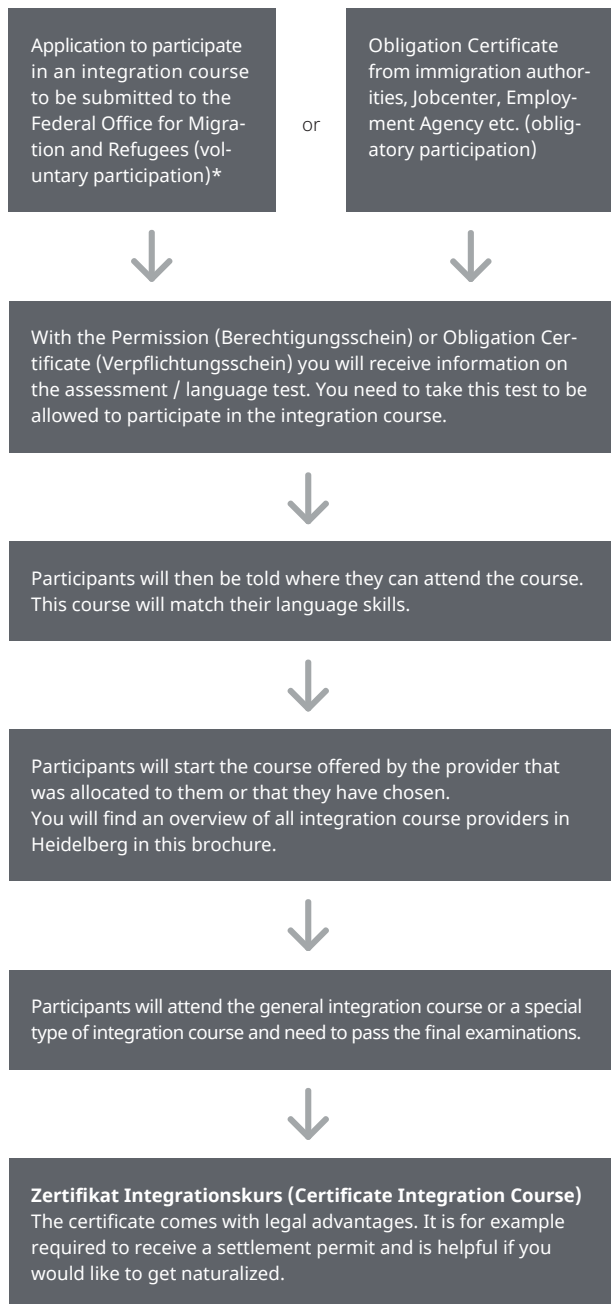 Application to participate
in an integration course
to be submitted to the
Federal Office for Migra-
tion and Refugees (vol-
untary participation)*
or
Obligation Certificate
from immigration author-
ities, Jobcenter, Employ-
ment Agency etc. (oblig-
atory participation)
With the Permission (Berechtigungsschein) or Obligation Cer-
tificate (Verpflichtungsschein) you will receive information on
the assessment / language test. You need to take this test to be
allowed to participate in the integration course.
Participants will then be told where they can attend the course.
This course will match their language skills.
Participants will start the course offered by the provider that
was allocated to them or that they have chosen.
You will find an overview of all integration course providers in
Heidelberg in this brochure.
Participants will attend the general integration course or a special
type of integration course and need to pass the final examinations.
Zertifikat Integrationskurs (Certificate Integration Course)
The certificate comes with legal advantages. It is for example
required to receive a settlement permit and is helpful if you
would like to get naturalized.